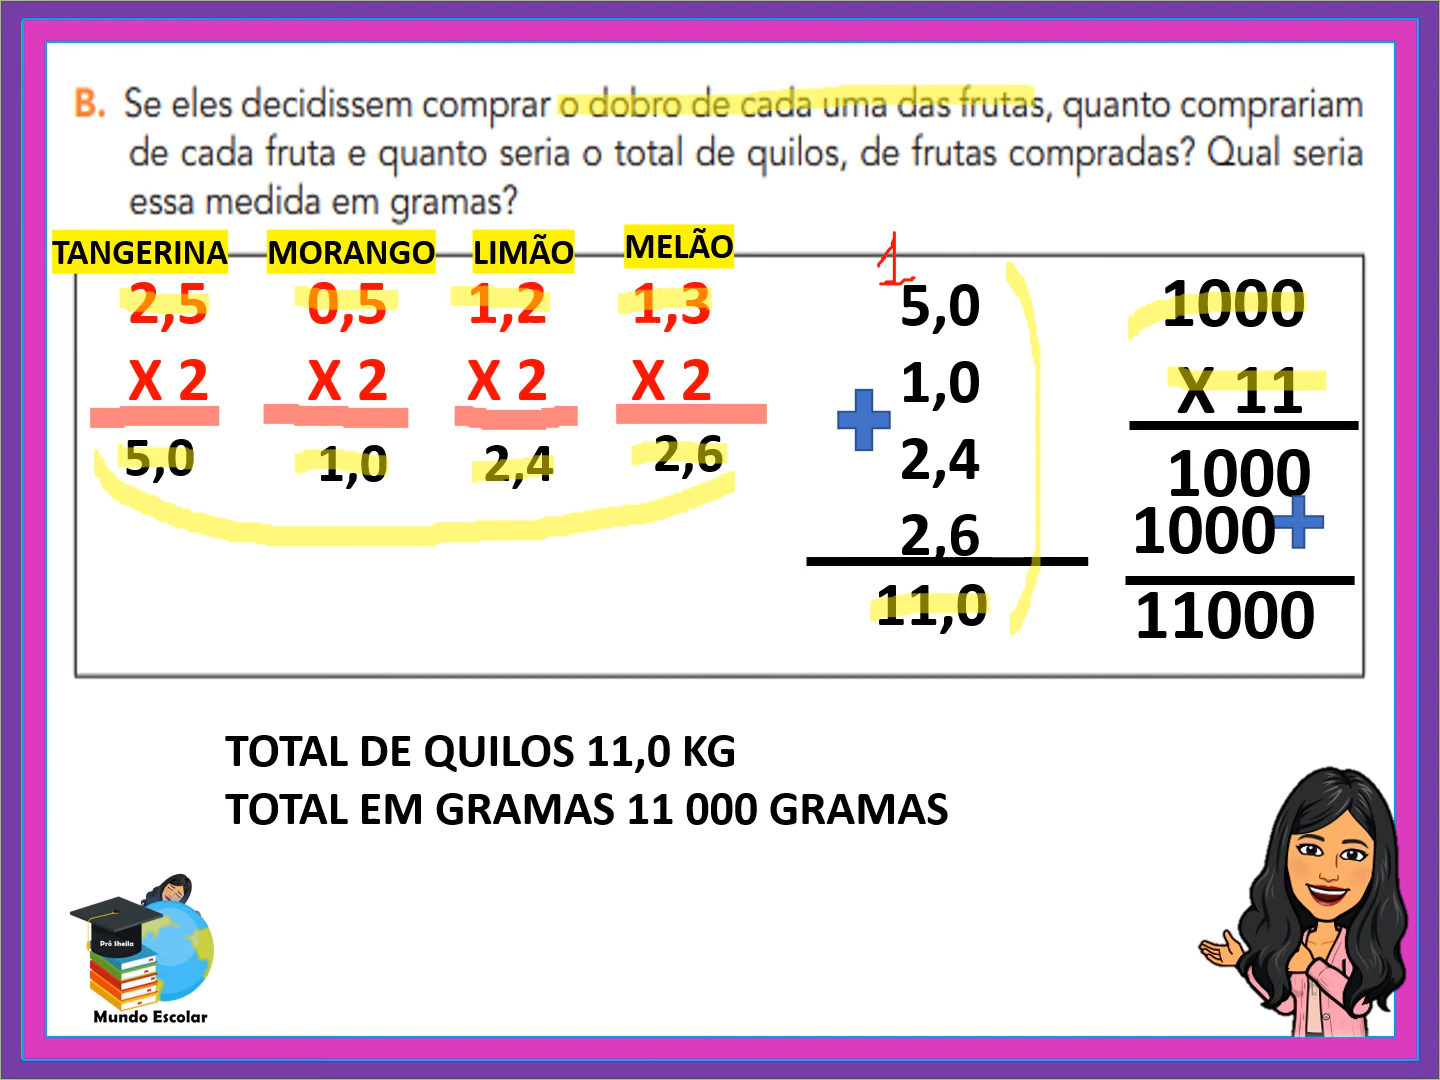 B. Se eles decidissem comprar o dobro de cada uma das frutas, quanto comprariam
de cada fruta e quanto seria o total de quilos, de frutas compradas? Qual seria
essa medida em gramas?
TANGERINA MORANGO LIMÃO MELÃO
2,5 0,5 1,2 1,3
X 2 X 2 X 2 X 2
5,0 1,0 2,4 2,6
1
5,0
1,0
+
2,4
2,6
11,0
1000
X 11
1000
1000 +
11000
TOTAL DE QUILOS 11,0 KG
TOTAL EM GRAMAS 11 000 GRAMAS
Pró Sheila
Mundo Escolar